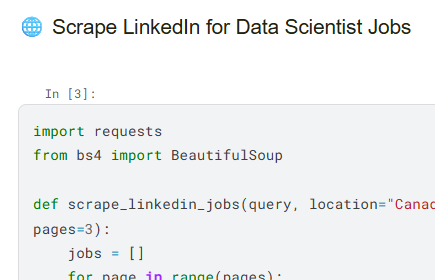 🌐 Scrape LinkedIn for Data Scientist Jobs
In [3]:
import requests
from bs4 import BeautifulSoup
def scrape_linkedin_jobs(query, location="Canad
pages=3):
jobs = []
for page in range(pages):